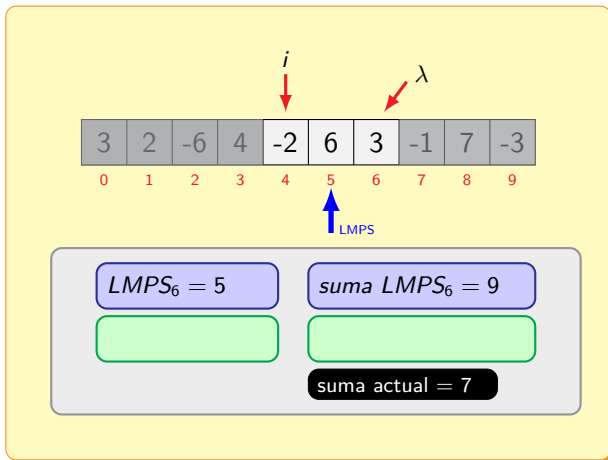 i
λ
3 2 -6 4 -2 6 3 -1 7 -3
0 1 2 3 4 5 6 7 8 9
LMPS
LMPS₆ = 5
suma LMPS₆ = 9
suma actual = 7